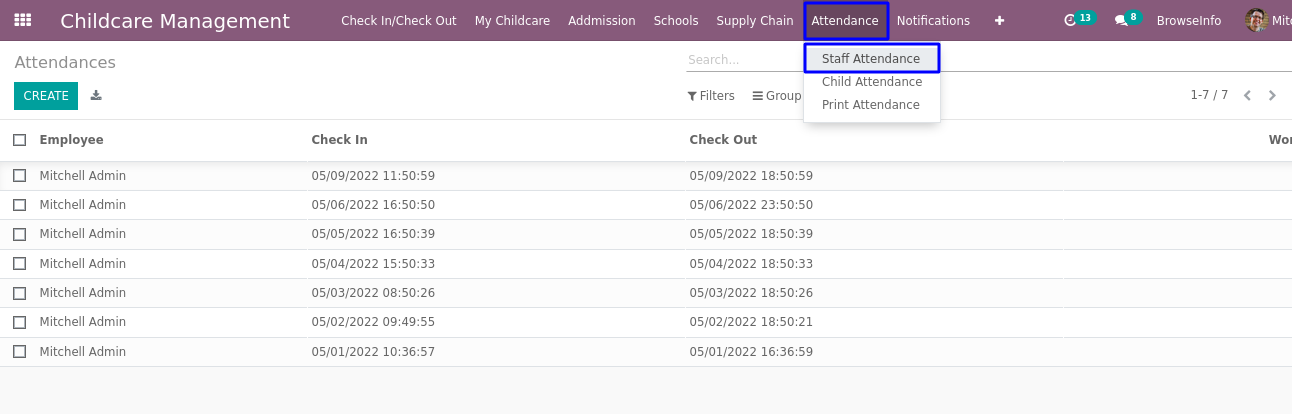 Childcare Management Check In/Check Out My Childcare Addmission Schools Supply Chain Attendance Notifications 13 8 BrowseInfo Mitc
Attendances Search... Staff Attendance
Child Attendance
CREATE Filters Group 1-7 / 7
Print Attendance
Employee Check In Check Out Wor
Mitchell Admin 05/09/2022 11:50:59 05/09/2022 18:50:59
Mitchell Admin 05/06/2022 16:50:50 05/06/2022 23:50:50
Mitchell Admin 05/05/2022 16:50:39 05/05/2022 18:50:39
Mitchell Admin 05/04/2022 15:50:33 05/04/2022 18:50:33
Mitchell Admin 05/03/2022 08:50:26 05/03/2022 18:50:26
Mitchell Admin 05/02/2022 09:49:55 05/02/2022 18:50:21
Mitchell Admin 05/01/2022 10:36:57 05/01/2022 16:36:59